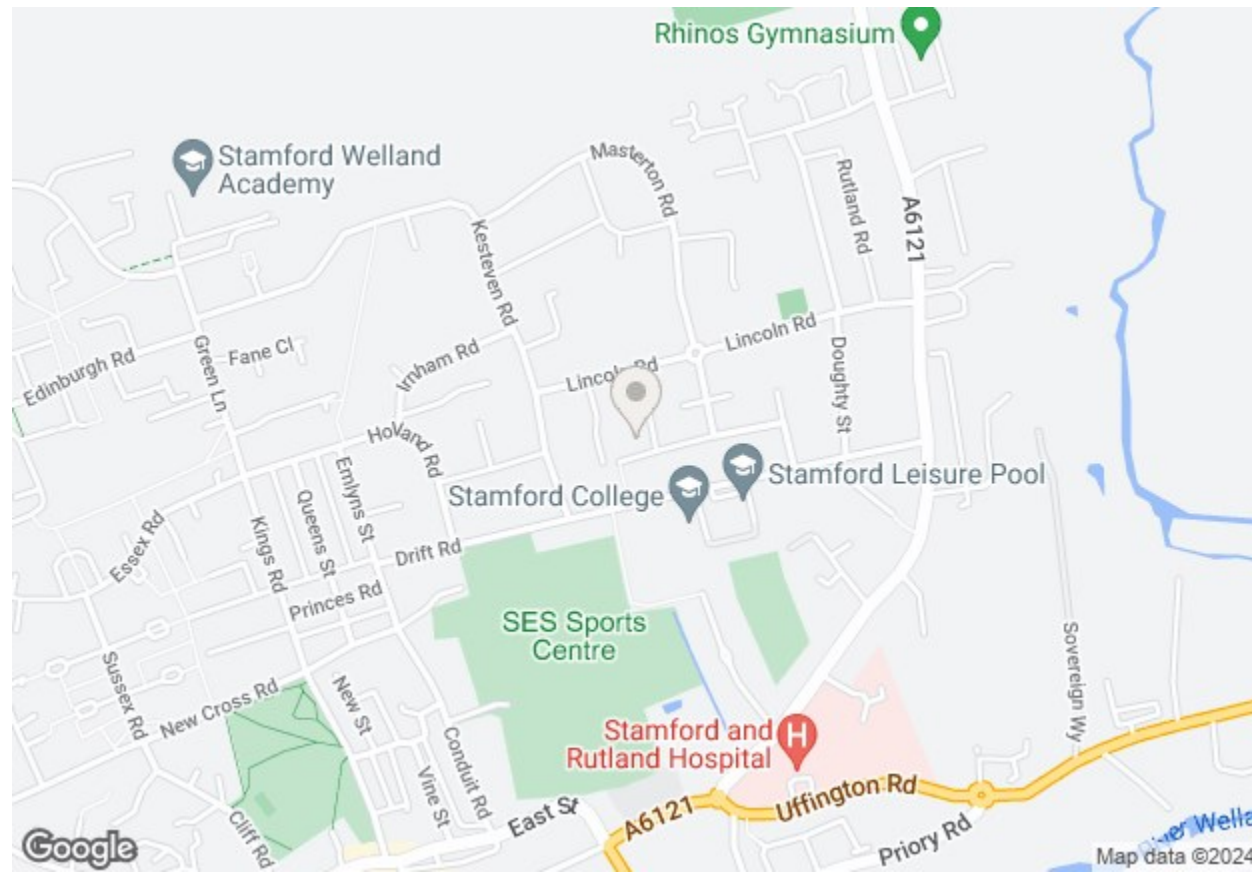 Rhinos Gymnasium
Stamford Welland
Academy
Masterton Rd
Rutland Rd
A6121
Kesteven Rd
Lincoln Rd
Edinburgh Rd
Green Ln
Fane Cl
Irnham Rd
Lincoln Rd
Doughty St
Holland Rd
Stamford Leisure Pool
Stamford College
Emlyns St
Queens St
Essex Rd
Kings Rd
Drift Rd
Princes Rd
SES Sports
Centre
Sovereign Wy
Sussex Rd
New Cross Rd
New St
Stamford and
Rutland Hospital
H
Conduit Rd
Vine St
Uffington Rd
East St
A6121
Cliff Rd
Priory Rd
River Wella
Google
Map data ©2024